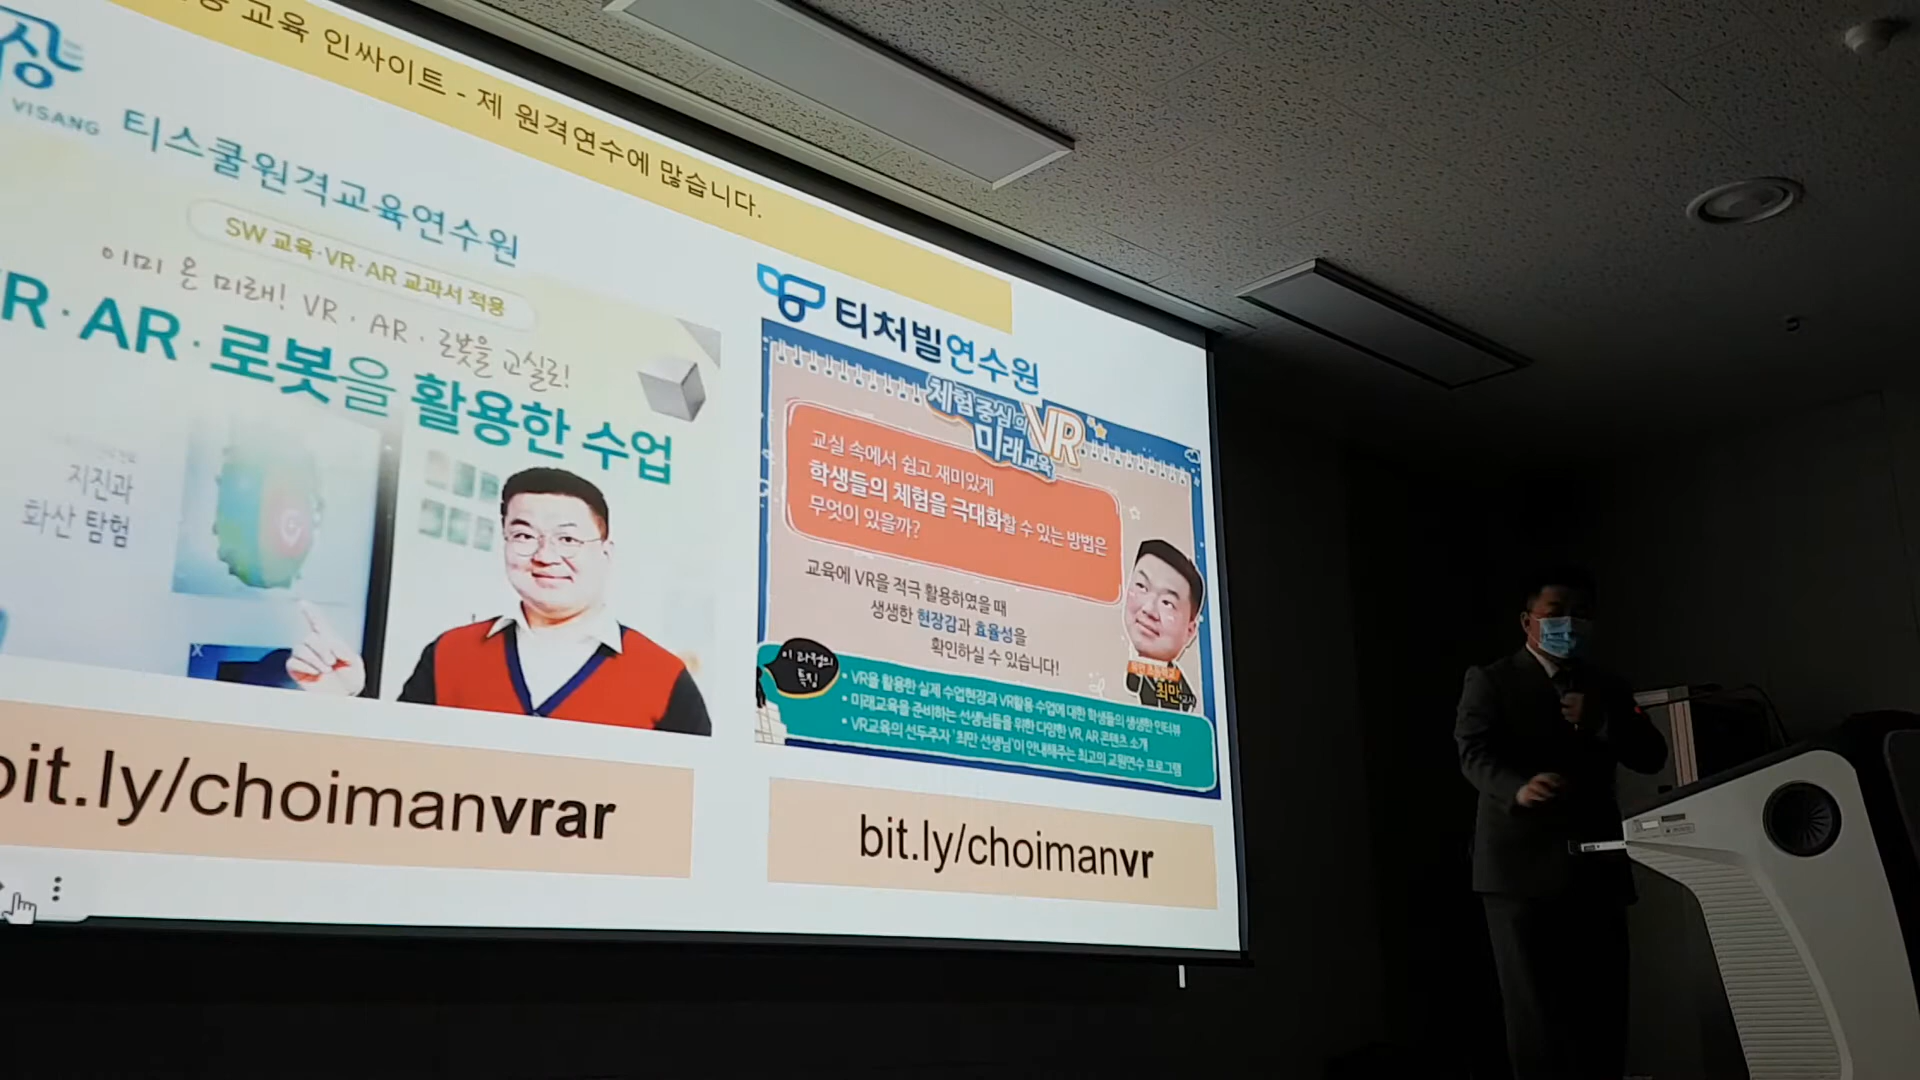 교육 인싸이트 - 제 원격연수에 많습니다.
VISANG
티스쿨원격교육연수원
SW 교육·VR·AR 교과서 적용
이미 온 미래! VR · AR · 로봇을 교실로!
R·AR·로봇을 활용한 수업
지진과
화산 탐험
bit.ly/choimanvrar
티처빌연수원
체험중심의
미래교육
VR
교실 속에서 쉽고 재미있게
학생들의 체험을 극대화할 수 있는 방법은
무엇이 있을까?
교육에 VR을 적극 활용하였을 때
생생한 현장감과 효율성을
확인하실 수 있습니다!
최만 교사
이 과정의
특징
• VR을 활용한 실제 수업현장과 VR활용 수업에 대한 학생들의 생생한 인터뷰
• 미래교육을 준비하는 선생님들을 위한 다양한 VR, AR 콘텐츠 소개
• VR교육의 선두주자 '최만 선생님'이 안내해주는 최고의 교원연수 프로그램
bit.ly/choimanvr